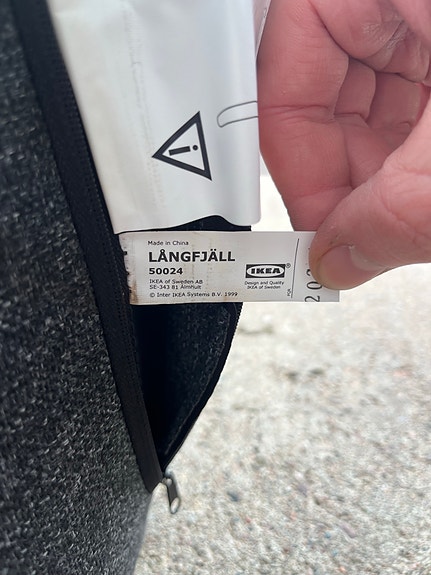 Made in China
LÅNGFJÄLL
50024
IKEA of Sweden AB
SE-343 81 Älmhult
© Inter IKEA Systems B.V. 1999
IKEA®
Design and Quality
IKEA of Sweden